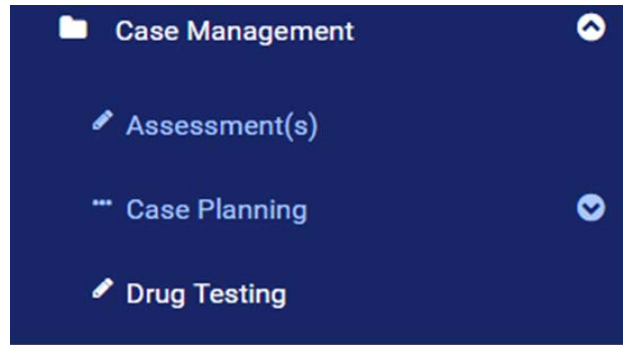 Case Management
Assessment(s)
Case Planning
Drug Testing